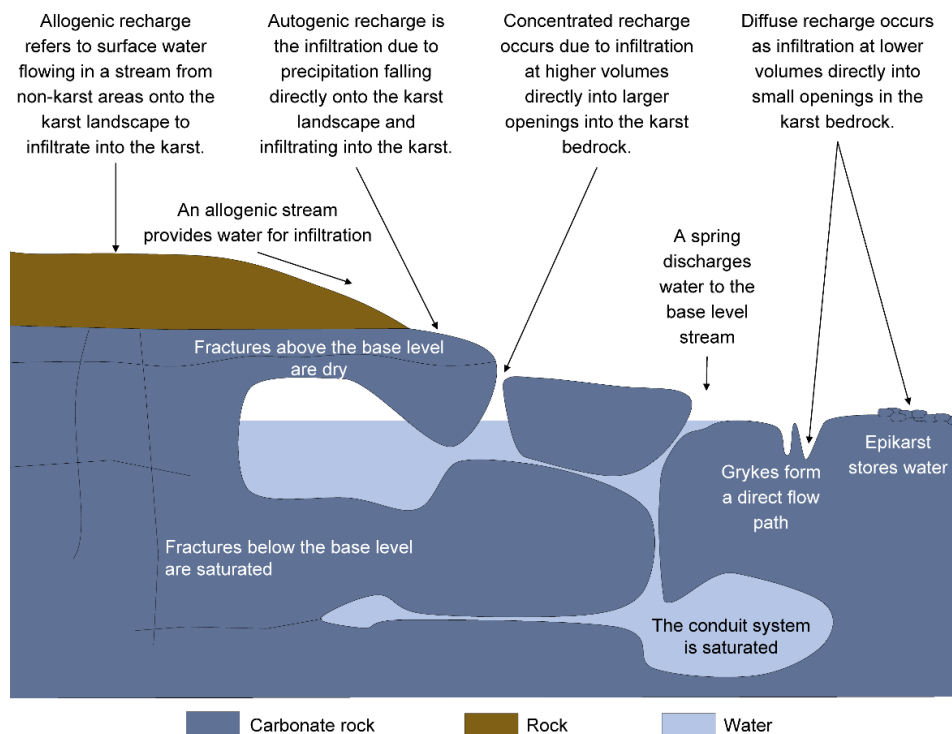 Allogenic recharge
refers to surface water
flowing in a stream from
non-karst areas onto the
karst landscape to
infiltrate into the karst.
Autogenic recharge is
the infiltration due to
precipitation falling
directly onto the karst
landscape and
infiltrating into the karst.
Concentrated recharge
occurs due to infiltration
at higher volumes
directly into larger
openings into the karst
bedrock.
Diffuse recharge occurs
as infiltration at lower
volumes directly into
small openings in the
karst bedrock.
An allogenic stream
provides water for infiltration
A spring
discharges
water to the
base level
stream
Fractures above the base level
are dry
Grykes form
a direct flow
path
Epikarst
stores water
Fractures below the base level
are saturated
The conduit system
is saturated
Carbonate rock
Rock
Water